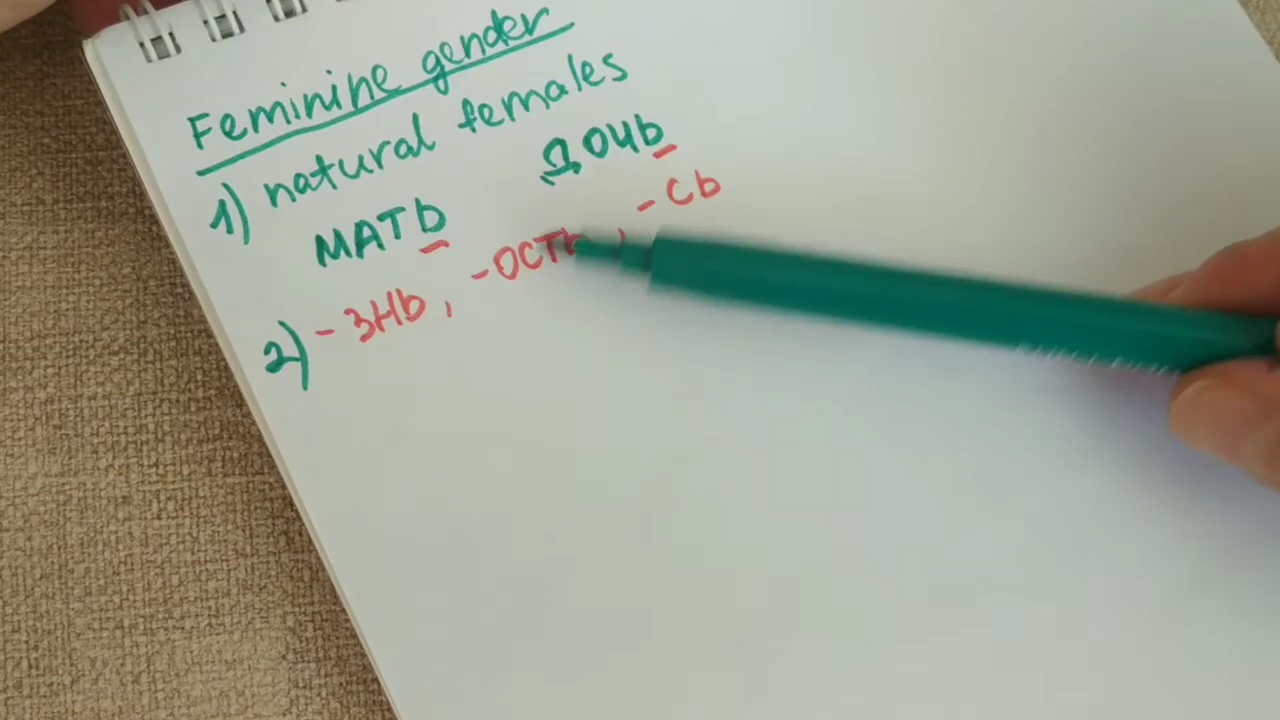 Feminine gender
1) natural females
МАТЬ ДОЧЬ
2) -ЗНЬ, -ОСТЬ, -СЬ